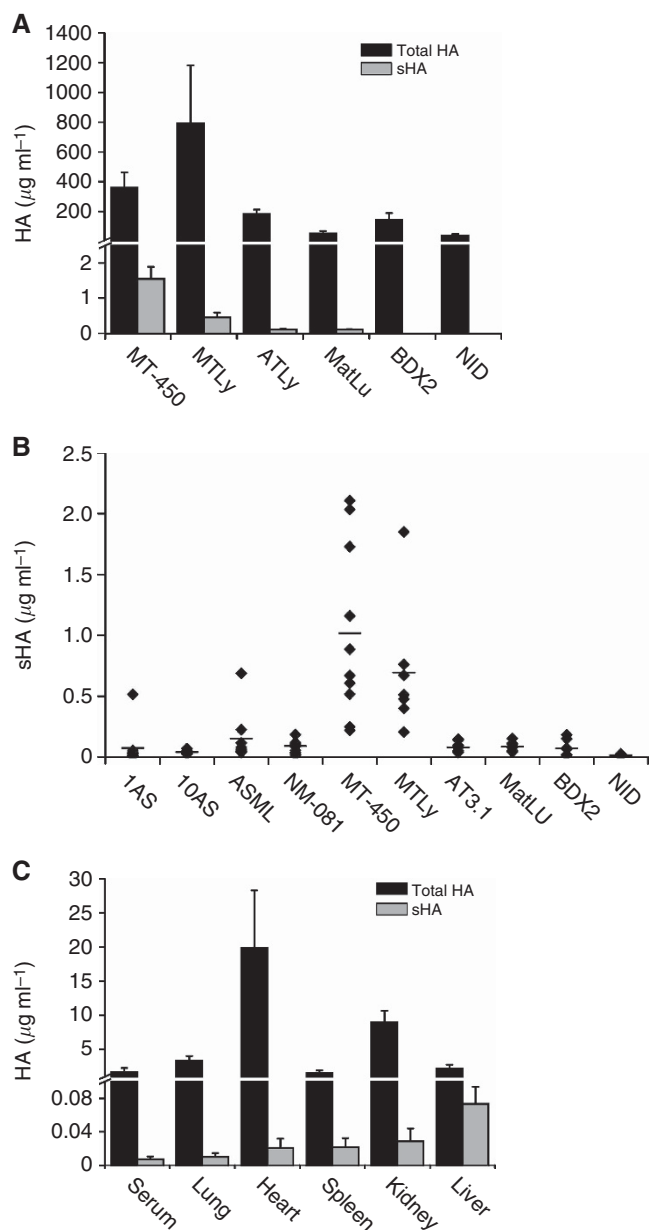 A
1400
1200
1000
800
600
400
200
2
1
0
HA (μg ml⁻¹)
Total HA
sHA
MT-450
MTLy
ATLy
MatLu
BDX2
NID
B
2.5
2.0
1.5
1.0
0.5
0
sHA (μg ml⁻¹)
1AS
10AS
ASML
NM-081
MT-450
MTLy
AT3.1
MatLU
BDX2
NID
C
30
25
20
15
10
5
0.08
0.04
0
HA (μg ml⁻¹)
Total HA
sHA
Serum
Lung
Heart
Spleen
Kidney
Liver